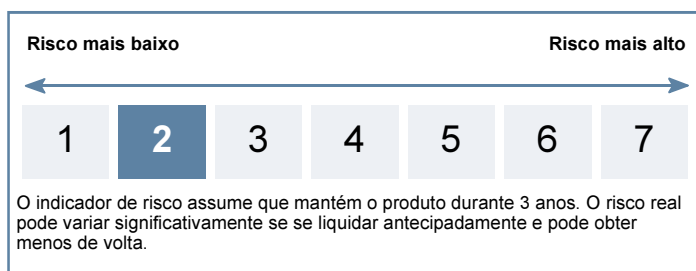 Risco mais baixo Risco mais alto
1 2 3 4 5 6 7
O indicador de risco assume que mantém o produto durante 3 anos. O risco real
pode variar significativamente se se liquidar antecipadamente e pode obter
menos de volta.